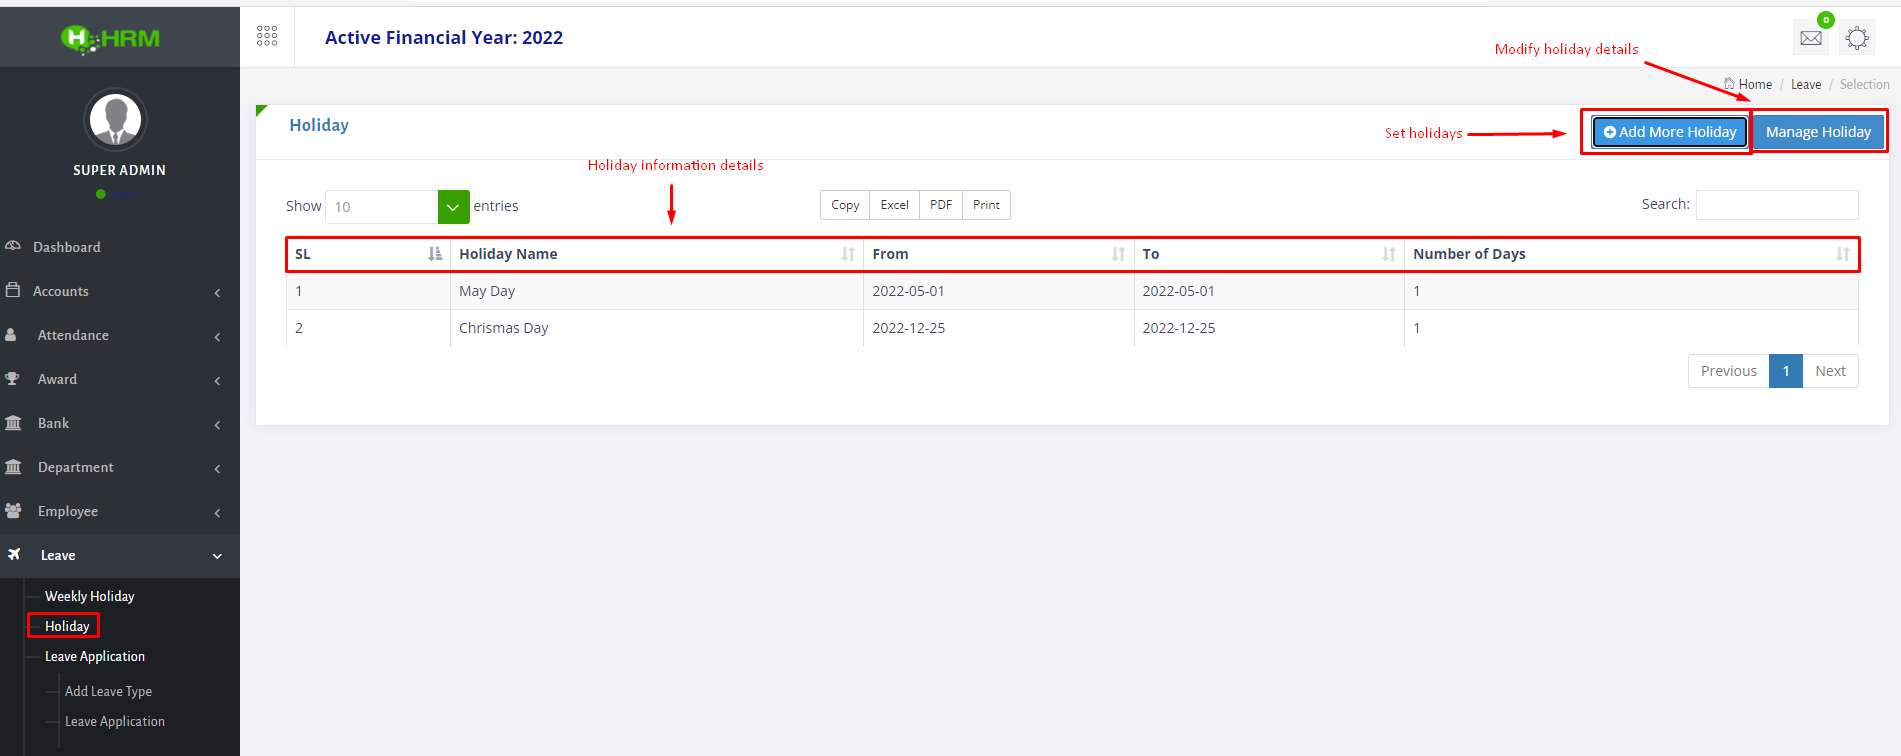 HRM
Active Financial Year: 2022
0
Modify holiday details
Home / Leave / Selection
Holiday
Set holidays
Add More Holiday
Manage Holiday
Holiday information details
SUPER ADMIN
Show 10 entries
Copy Excel PDF Print
Search:
SL Holiday Name From To Number of Days
1 May Day 2022-05-01 2022-05-01 1
2 Chrismas Day 2022-12-25 2022-12-25 1
Previous 1 Next
Dashboard
Accounts
Attendance
Award
Bank
Department
Employee
Leave
Weekly Holiday
Holiday
Leave Application
Add Leave Type
Leave Application